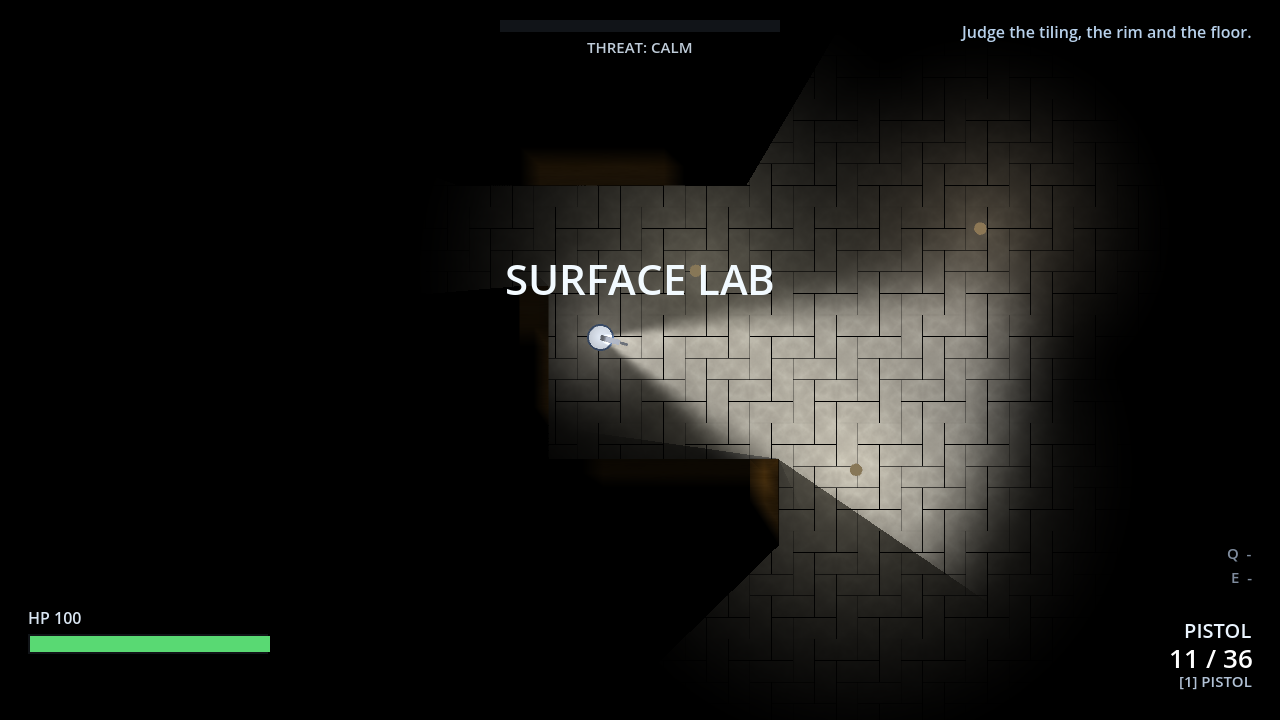 THREAT: CALM
Judge the tiling, the rim and the floor.
SURFACE LAB
Q -
E -
HP 100
PISTOL
11 / 36
[1] PISTOL